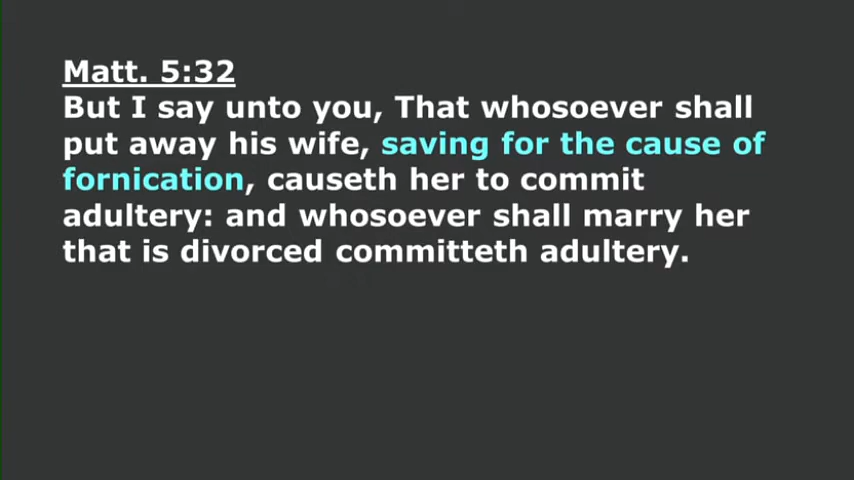 Matt. 5:32
But I say unto you, That whosoever shall
put away his wife, saving for the cause of
fornication, causeth her to commit
adultery: and whosoever shall marry her
that is divorced committeth adultery.